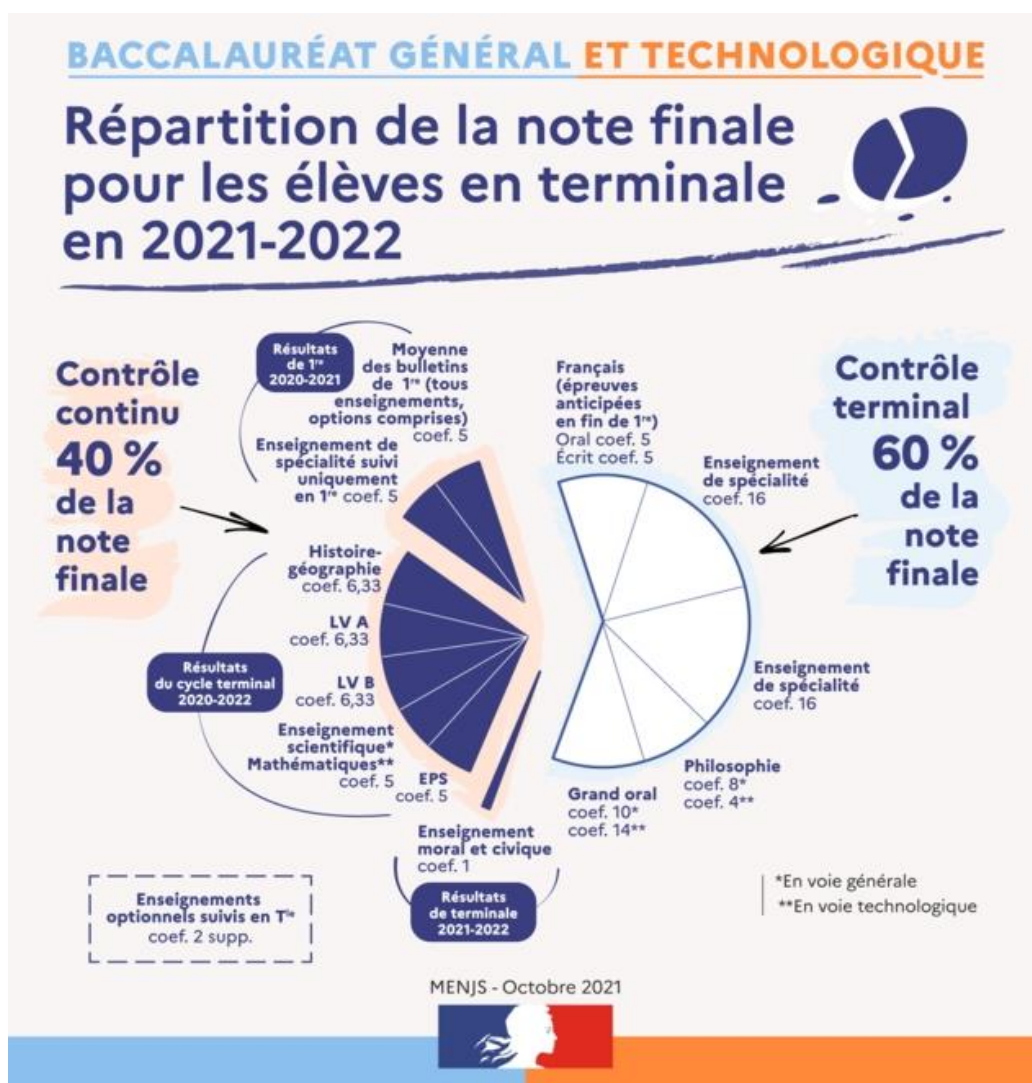 BACCALAURÉAT GÉNÉRAL ET TECHNOLOGIQUE
Répartition de la note finale
pour les élèves en terminale
en 2021-2022
Contrôle
continu
40 %
de la
note
finale
Résultats
de 1re
2020-2021
Moyenne
des bulletins
de 1re (tous
enseignements,
options comprises)
coef. 5
Enseignement de
spécialité suivi
uniquement
en 1re coef. 5
Histoire-
géographie
coef. 6,33
LV A
coef. 6,33
LV B
coef. 6,33
Résultats
du cycle terminal
2020-2022
Enseignement
scientifique*
Mathématiques**
coef. 5
EPS
coef. 5
Enseignement
moral et civique
coef. 1
Résultats
de terminale
2021-2022
Français
(épreuves
anticipées
en fin de 1re)
Oral coef. 5
Écrit coef. 5
Enseignement
de spécialité
coef. 16
Contrôle
terminal
60 %
de la
note
finale
Enseignement
de spécialité
coef. 16
Philosophie
coef. 8*
coef. 4**
Grand oral
coef. 10*
coef. 14**
Enseignements
optionnels suivis en Tle
coef. 2 supp.
*En voie générale
**En voie technologique
MENJS - Octobre 2021